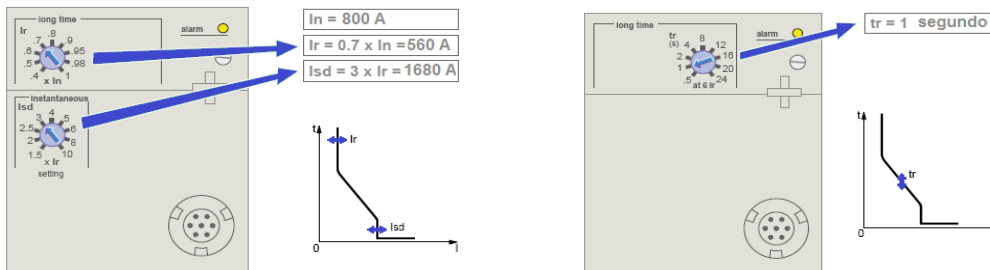 long time
Ir
.4 .5 .6 .7 .8 .9 .95 .98 1
x In
alarm
instantaneous
Isd
1.5 2 2.5 3 4 5 6 8 10
x Ir
setting
In = 800 A
Ir = 0.7 x In = 560 A
Isd = 3 x Ir = 1680 A
t
Ir
Isd
0
I
long time
tr
(s)
.5 1 2 4 8 12 16 20 24
at 6 Ir
alarm
tr = 1 segundo
t
tr
0